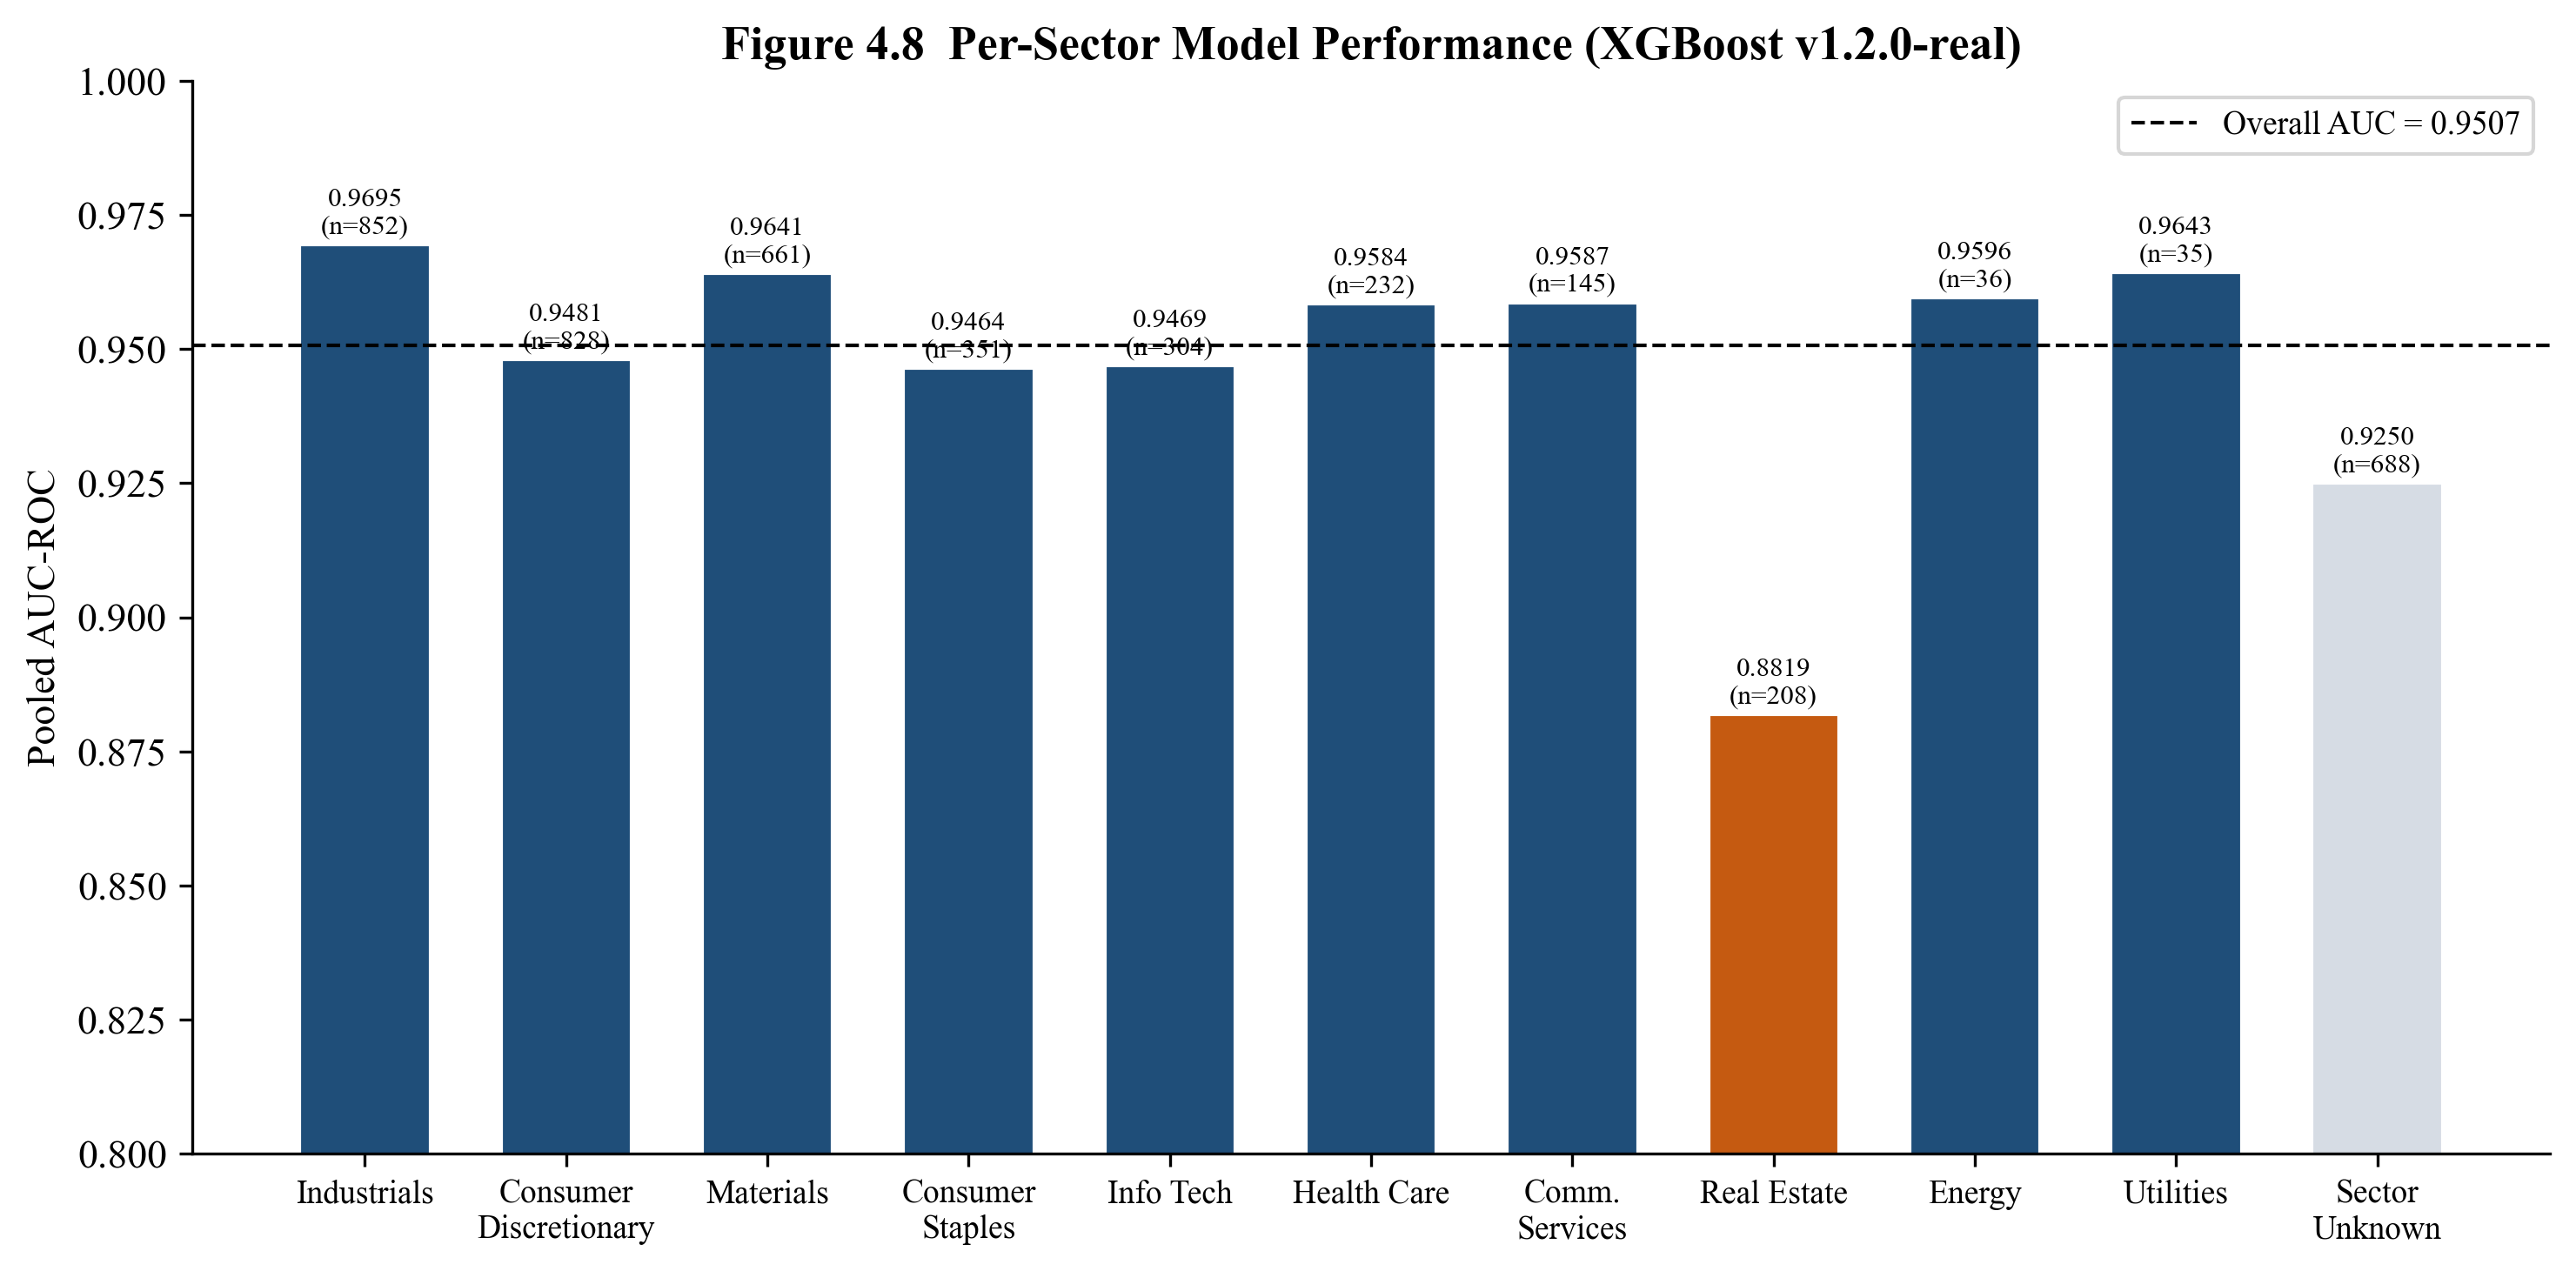 Figure 4.8  Per-Sector Model Performance (XGBoost v1.2.0-real)
Overall AUC = 0.9507
Pooled AUC-ROC
1.000
0.975
0.950
0.925
0.900
0.875
0.850
0.825
0.800
0.9695
(n=852)
0.9481
(n=828)
0.9641
(n=661)
0.9464
(n=351)
0.9469
(n=304)
0.9584
(n=232)
0.9587
(n=145)
0.8819
(n=208)
0.9596
(n=36)
0.9643
(n=35)
0.9250
(n=688)
Industrials
Consumer
Discretionary
Materials
Consumer
Staples
Info Tech
Health Care
Comm.
Services
Real Estate
Energy
Utilities
Sector
Unknown